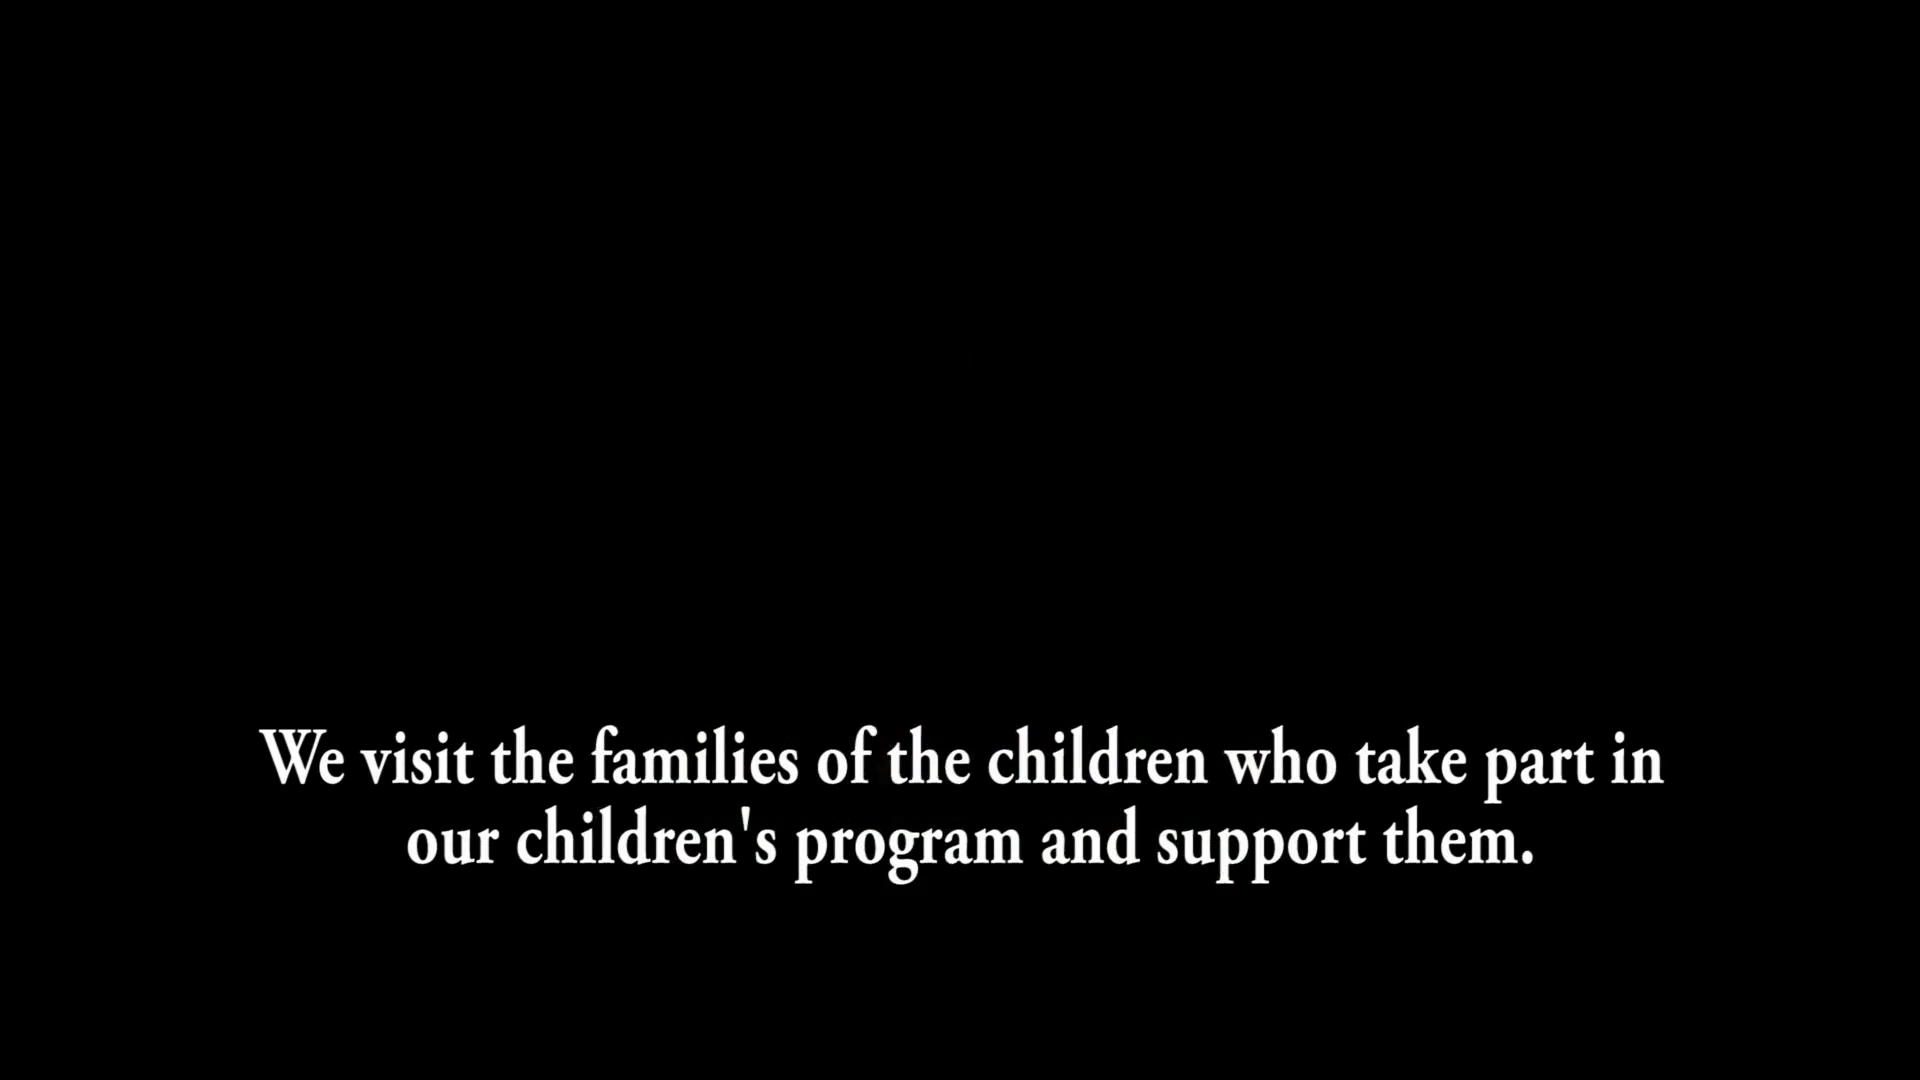 We visit the families of the children who take part in
our children's program and support them.